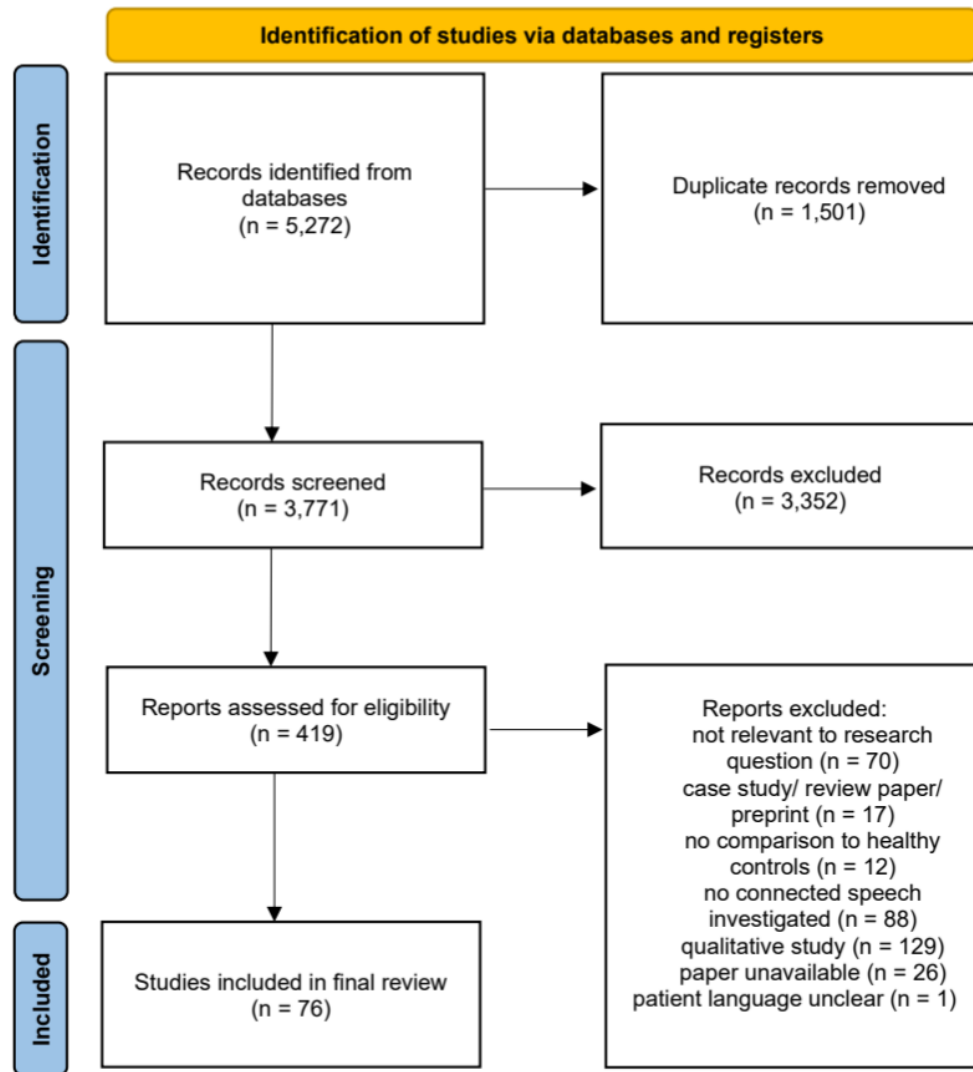 Identification of studies via databases and registers
Identification
Records identified from
databases
(n = 5,272)
Duplicate records removed
(n = 1,501)
Screening
Records screened
(n = 3,771)
Records excluded
(n = 3,352)
Reports assessed for eligibility
(n = 419)
Reports excluded:
not relevant to research
question (n = 70)
case study/ review paper/
preprint (n = 17)
no comparison to healthy
controls (n = 12)
no connected speech
investigated (n = 88)
qualitative study (n = 129)
paper unavailable (n = 26)
patient language unclear (n = 1)
Included
Studies included in final review
(n = 76)